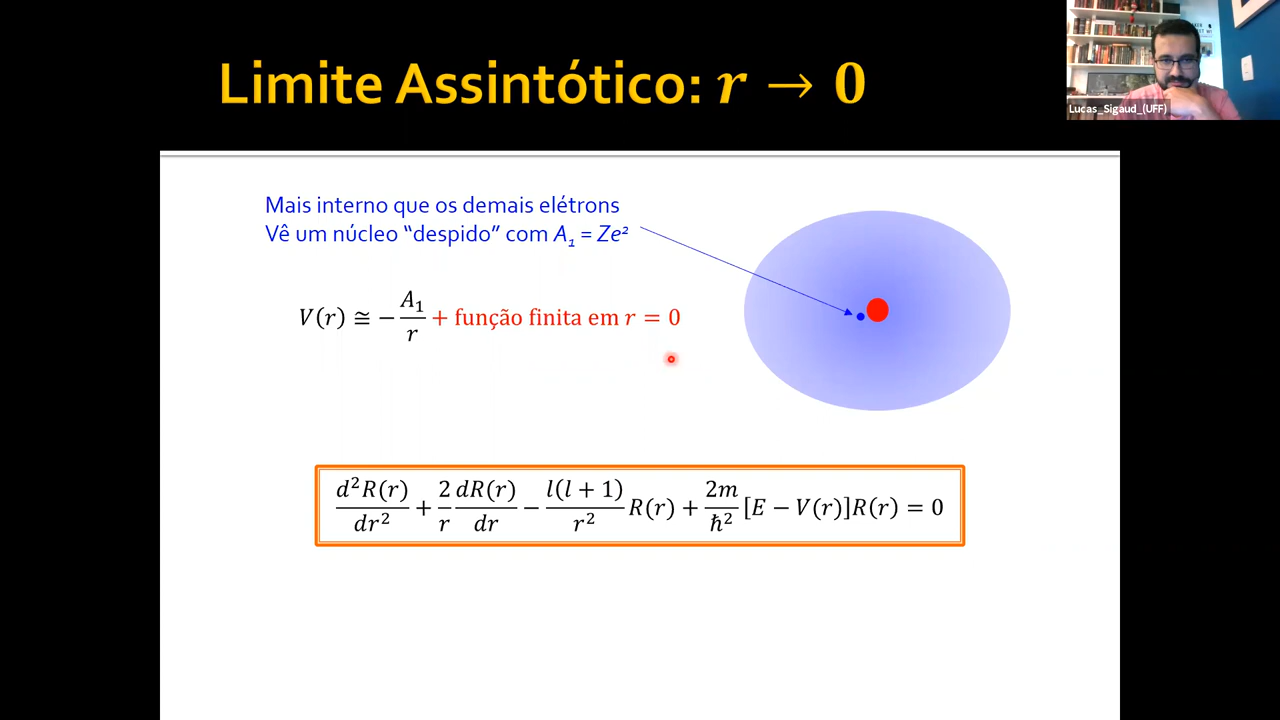 Limite Assintótico: r → 0
Lucas_Sigaud_(UFF)
Mais interno que os demais elétrons
Vê um núcleo “despido” com A₁ = Ze²
V(r) ≅ − A₁/r + função finita em r = 0
d²R(r)/dr² + 2/r dR(r)/dr − l(l + 1)/r² R(r) + 2m/ħ² [E − V(r)]R(r) = 0